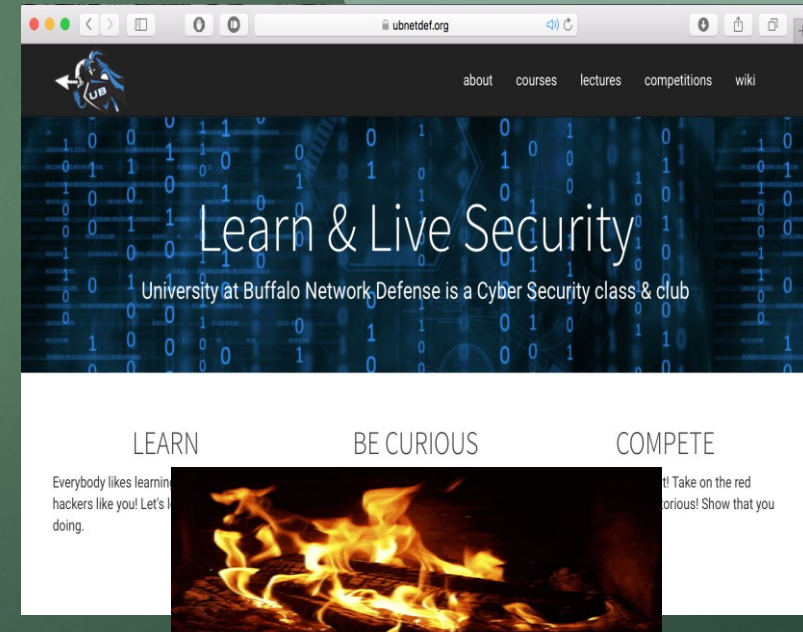 ubnetdef.org
UB
about courses lectures competitions wiki
Learn & Live Security
University at Buffalo Network Defense is a Cyber Security class & club
LEARN
Everybody likes learning
hackers like you! Let's
doing.
BE CURIOUS
COMPETE
Take on the red
Show that you